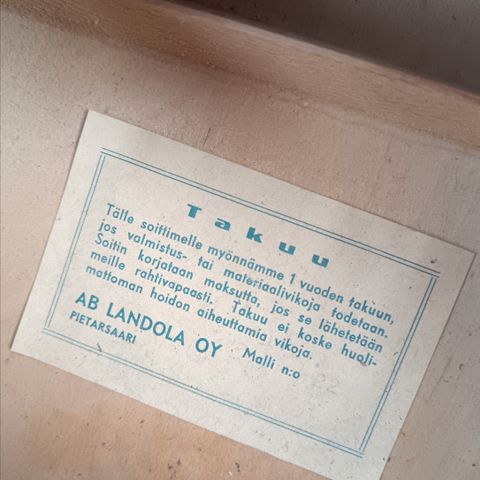 Takuu
Tälle soittimelle myönnämme 1 vuoden takuun,
jos valmistus- tai materiaalivikoja todetaan.
Soitin korjataan maksutta, jos se lähetetään
meille rahtivapaasti. Takuu ei koske huoli-
mattoman hoidon aiheuttamia vikoja.
AB LANDOLA OY Malli n:o 22
PIETARSAARI